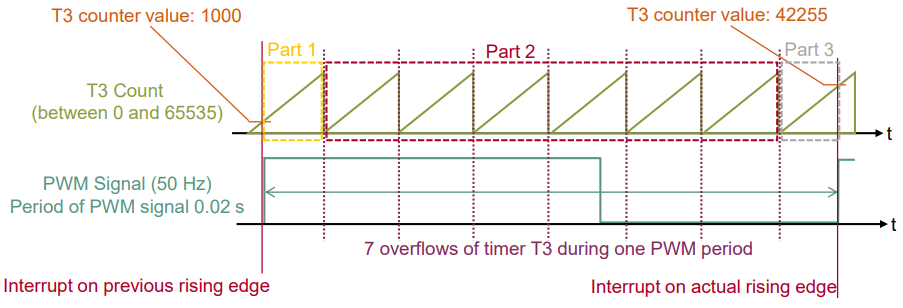 T3 counter value: 1000
T3 counter value: 42255
Part 1
Part 2
Part 3
T3 Count
(between 0 and 65535)
t
PWM Signal (50 Hz)
Period of PWM signal 0.02 s
t
7 overflows of timer T3 during one PWM period
Interrupt on previous rising edge
Interrupt on actual rising edge